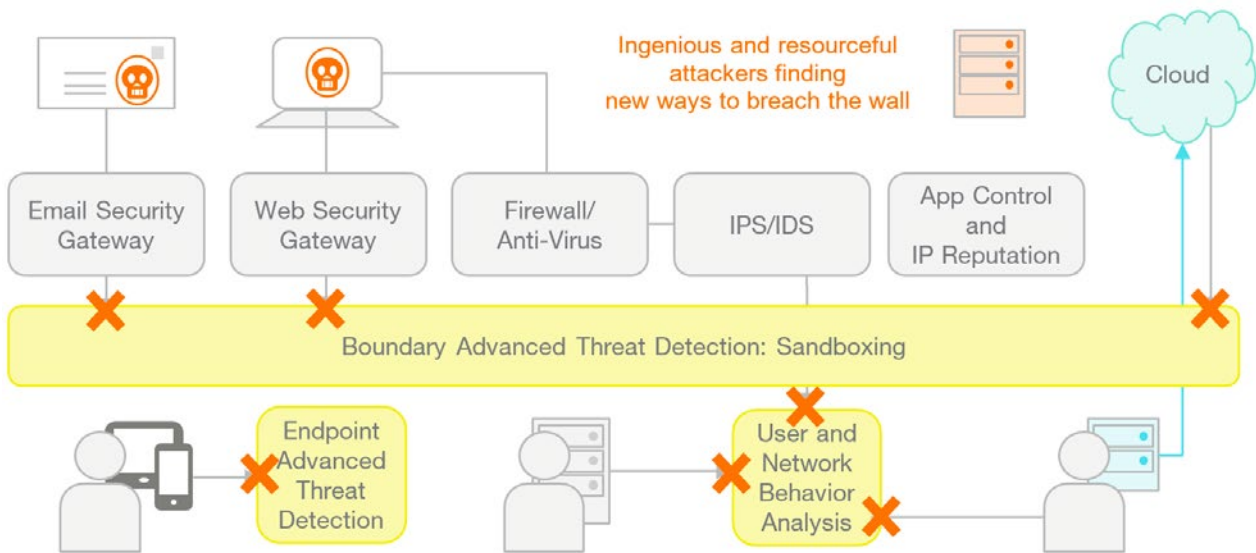 Ingenious and resourceful
attackers finding
new ways to breach the wall
Cloud
Email Security
Gateway
Web Security
Gateway
Firewall/
Anti-Virus
IPS/IDS
App Control
and
IP Reputation
Boundary Advanced Threat Detection: Sandboxing
Endpoint
Advanced
Threat
Detection
User and
Network
Behavior
Analysis